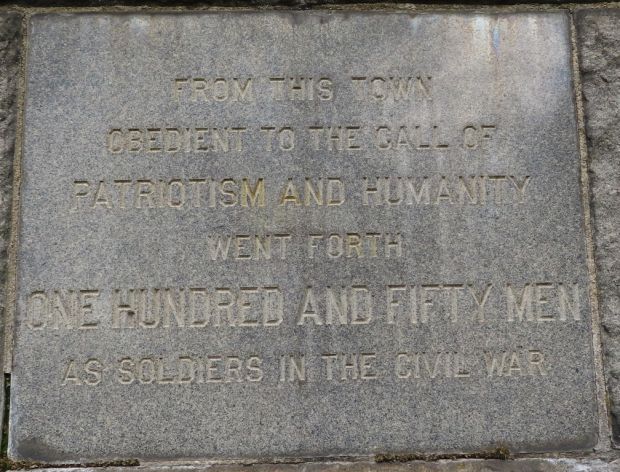 FROM THIS TOWN
OBEDIENT TO THE CALL OF
PATRIOTISM AND HUMANITY
WENT FORTH
ONE HUNDRED AND FIFTY MEN
AS SOLDIERS IN THE CIVIL WAR